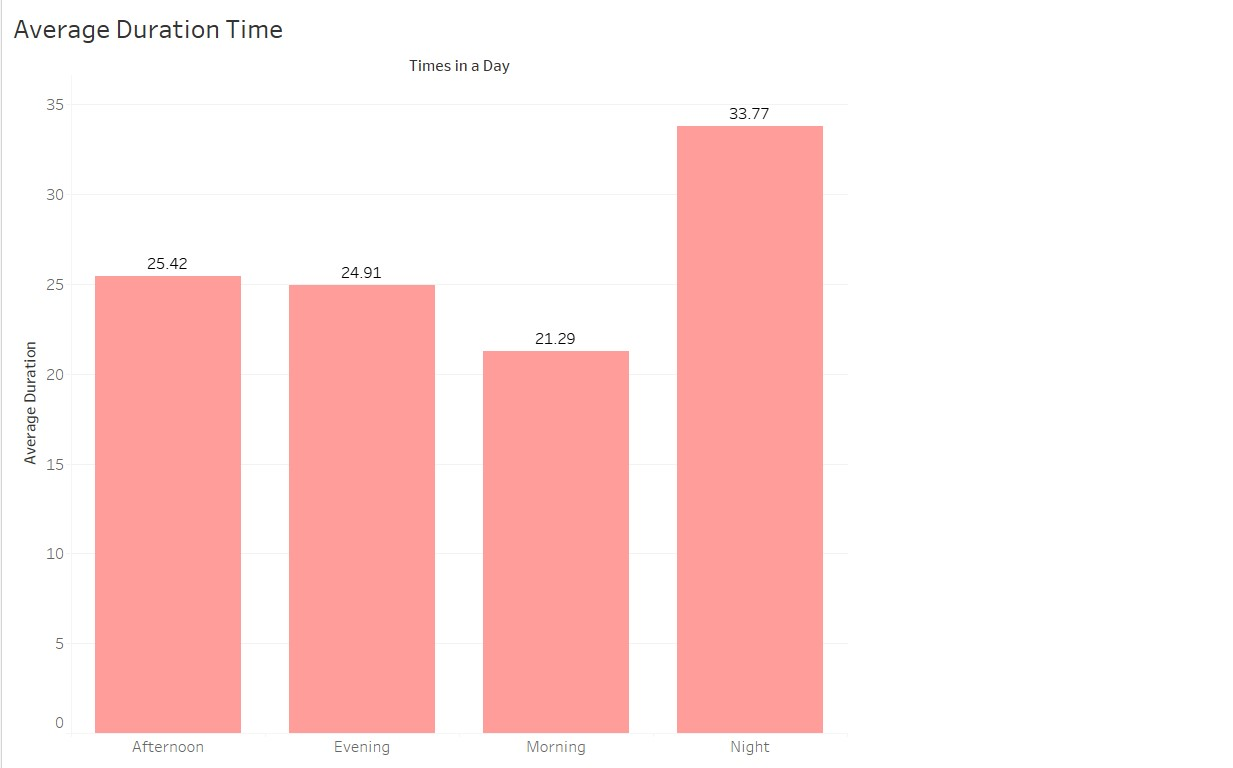 Average Duration Time
Times in a Day
Average Duration
35
30
25
20
15
10
5
0
25.42
24.91
21.29
33.77
Afternoon
Evening
Morning
Night